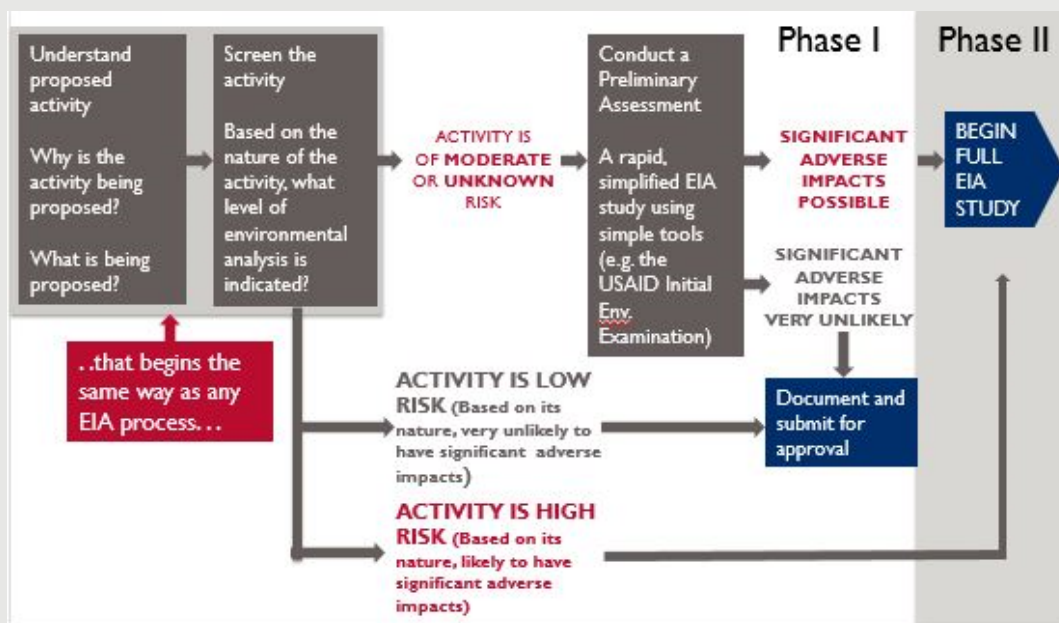 Phase I
Phase II
Understand
proposed
activity
Why is the
activity being
proposed?
What is being
proposed?
Screen the
activity
Based on the
nature of the
activity, what
level of
environmental
analysis is
indicated?
ACTIVITY IS
OF MODERATE
OR UNKNOWN
RISK
Conduct a
Preliminary
Assessment
A rapid,
simplified EIA
study using
simple tools
(e.g. the
USAID Initial
Env.
Examination)
SIGNIFICANT
ADVERSE
IMPACTS
POSSIBLE
BEGIN
FULL
EIA
STUDY
SIGNIFICANT
ADVERSE
IMPACTS
VERY UNLIKELY
..that begins the
same way as any
EIA process…
ACTIVITY IS LOW
RISK (Based on its
nature, very unlikely to
have significant adverse
impacts)
Document and
submit for
approval
ACTIVITY IS HIGH
RISK (Based on its
nature, likely to have
significant adverse
impacts)